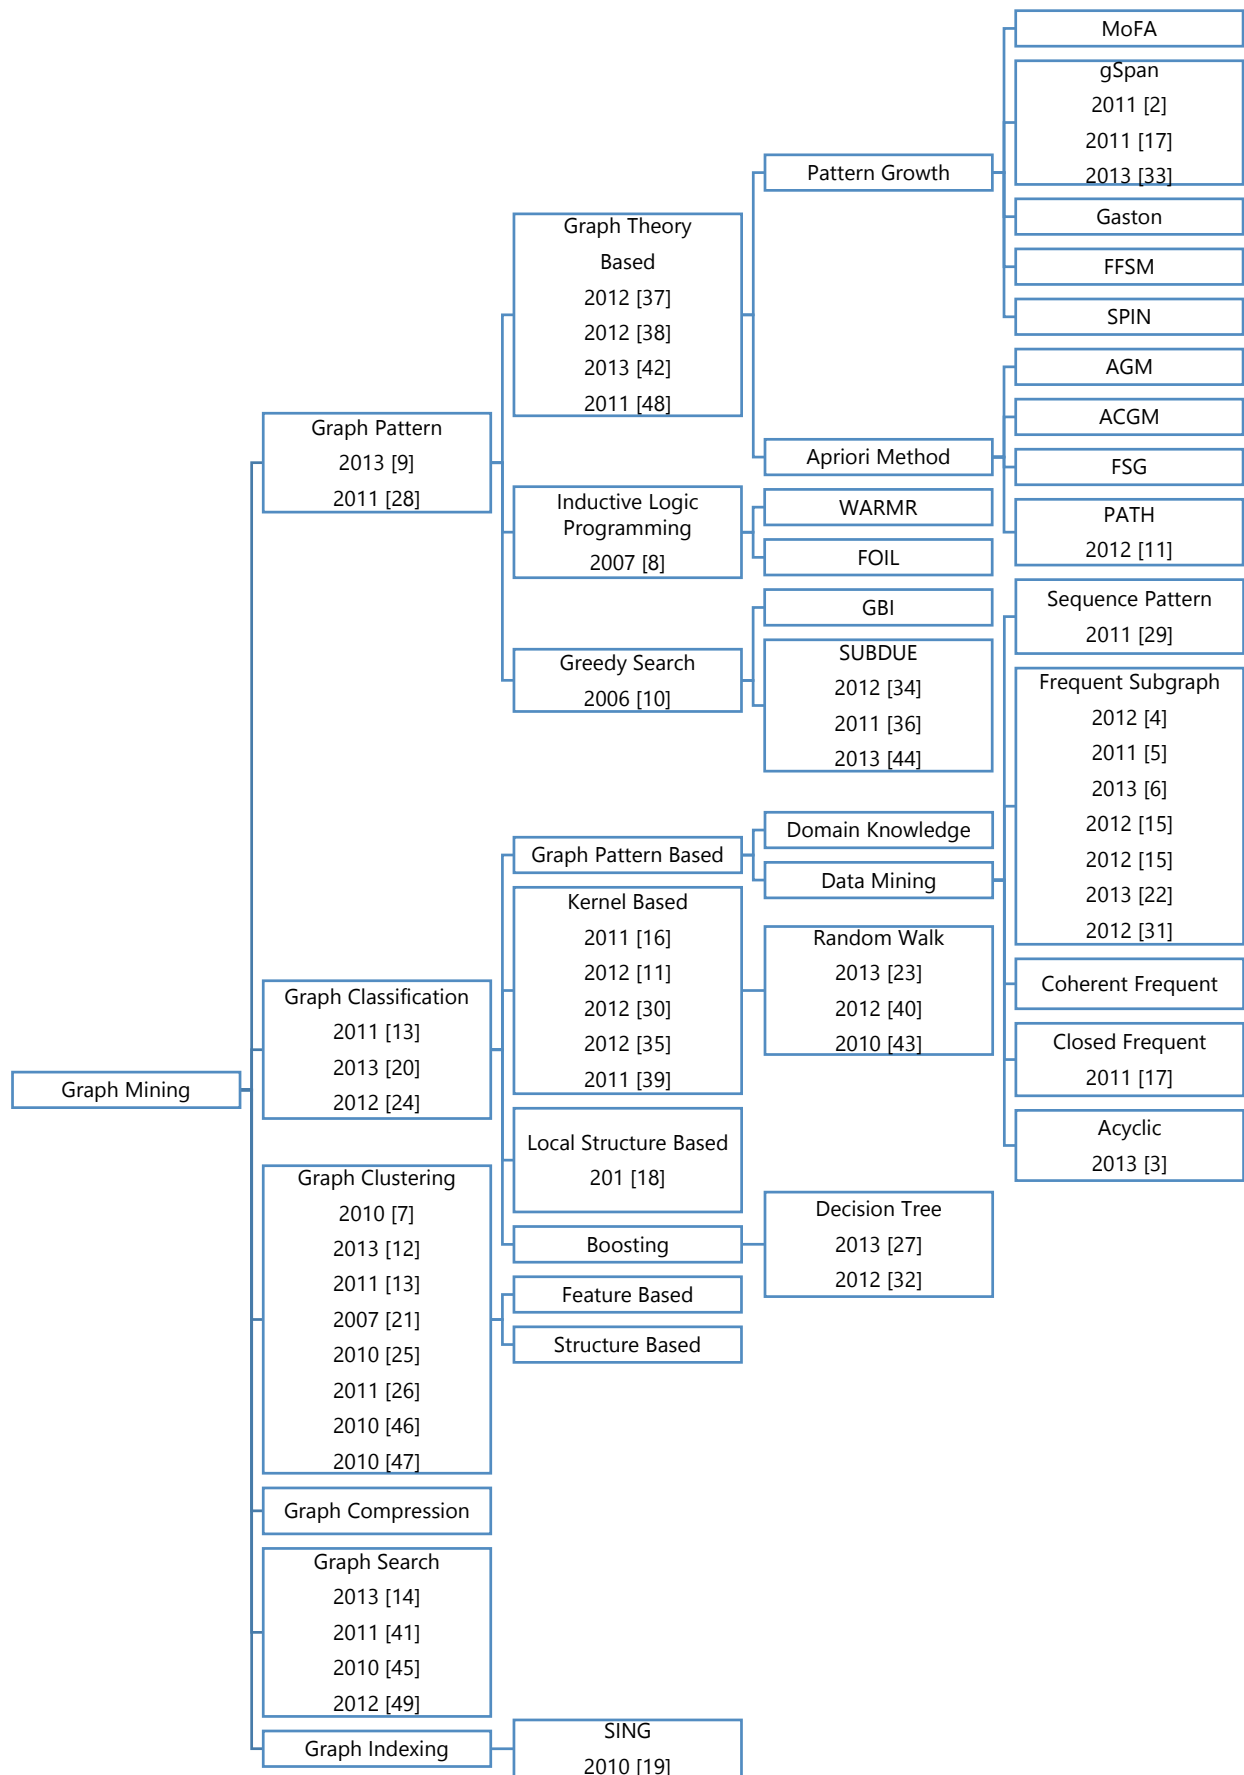 Graph Mining
Graph Pattern
2013 [9]
2011 [28]
Graph Theory
Based
2012 [37]
2012 [38]
2013 [42]
2011 [48]
Pattern Growth
MoFA
gSpan
2011 [2]
2011 [17]
2013 [33]
Gaston
FFSM
SPIN
Apriori Method
AGM
ACGM
FSG
PATH
2012 [11]
Inductive Logic
Programming
2007 [8]
WARMR
FOIL
Greedy Search
2006 [10]
GBI
SUBDUE
2012 [34]
2011 [36]
2013 [44]
Graph Classification
2011 [13]
2013 [20]
2012 [24]
Graph Pattern Based
Domain Knowledge
Data Mining
Sequence Pattern
2011 [29]
Frequent Subgraph
2012 [4]
2011 [5]
2013 [6]
2012 [15]
2012 [15]
2013 [22]
2012 [31]
Coherent Frequent
Closed Frequent
2011 [17]
Acyclic
2013 [3]
Kernel Based
2011 [16]
2012 [11]
2012 [30]
2012 [35]
2011 [39]
Random Walk
2013 [23]
2012 [40]
2010 [43]
Local Structure Based
201 [18]
Boosting
Decision Tree
2013 [27]
2012 [32]
Graph Clustering
2010 [7]
2013 [12]
2011 [13]
2007 [21]
2010 [25]
2011 [26]
2010 [46]
2010 [47]
Feature Based
Structure Based
Graph Compression
Graph Search
2013 [14]
2011 [41]
2010 [45]
2012 [49]
Graph Indexing
SING
2010 [19]